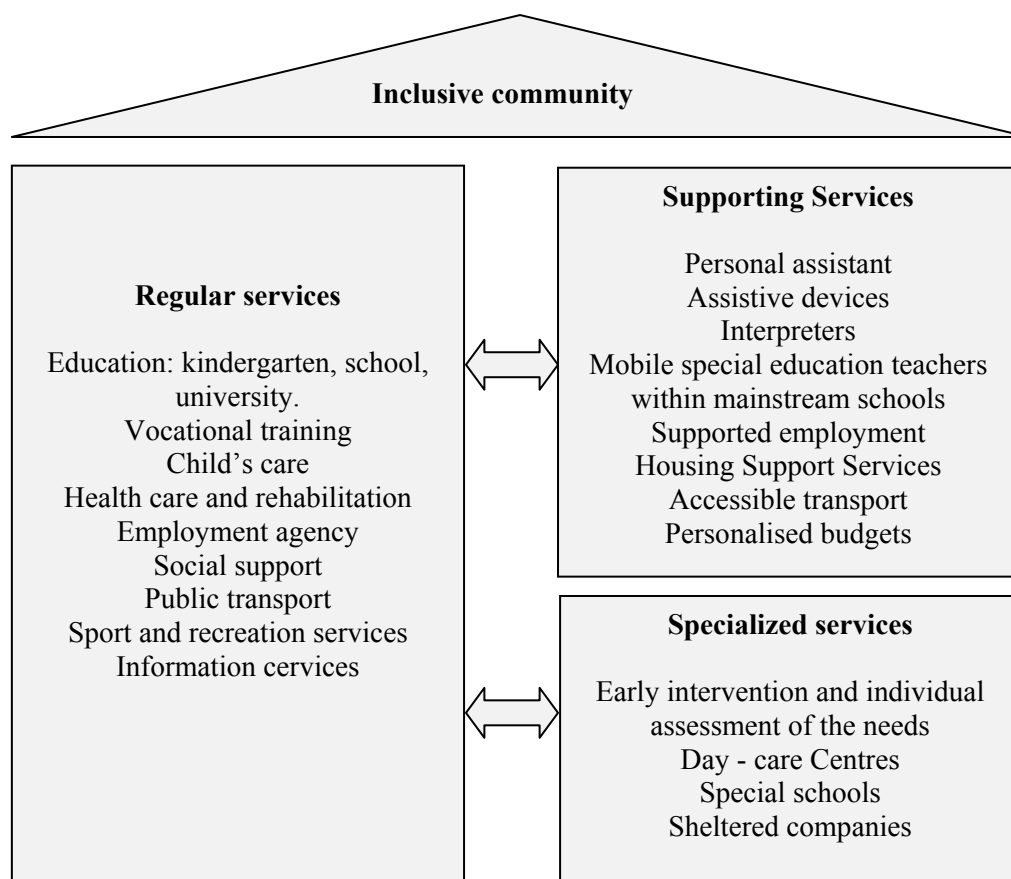 Inclusive community
Regular services
Education: kindergarten, school,
university.
Vocational training
Child’s care
Health care and rehabilitation
Employment agency
Social support
Public transport
Sport and recreation services
Information cervices
Supporting Services
Personal assistant
Assistive devices
Interpreters
Mobile special education teachers
within mainstream schools
Supported employment
Housing Support Services
Accessible transport
Personalised budgets
Specialized services
Early intervention and individual
assessment of the needs
Day - care Centres
Special schools
Sheltered companies